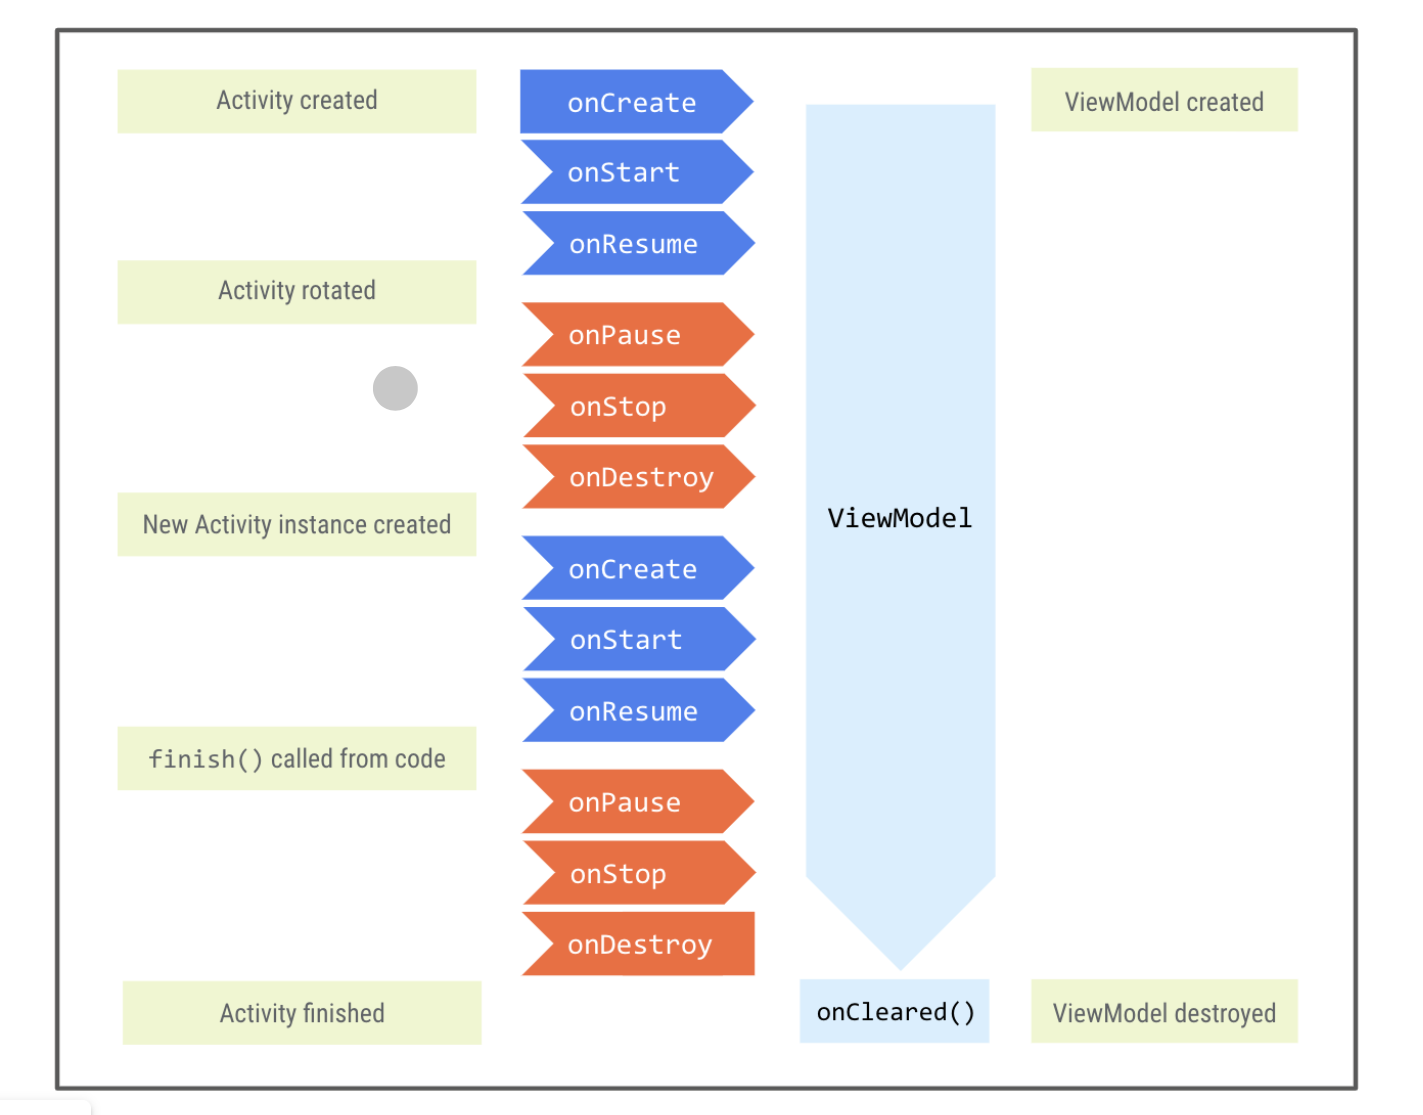 Activity created
onCreate
ViewModel created
onStart
onResume
Activity rotated
onPause
onStop
onDestroy
New Activity instance created
ViewModel
onCreate
onStart
onResume
finish() called from code
onPause
onStop
onDestroy
Activity finished
onCleared()
ViewModel destroyed